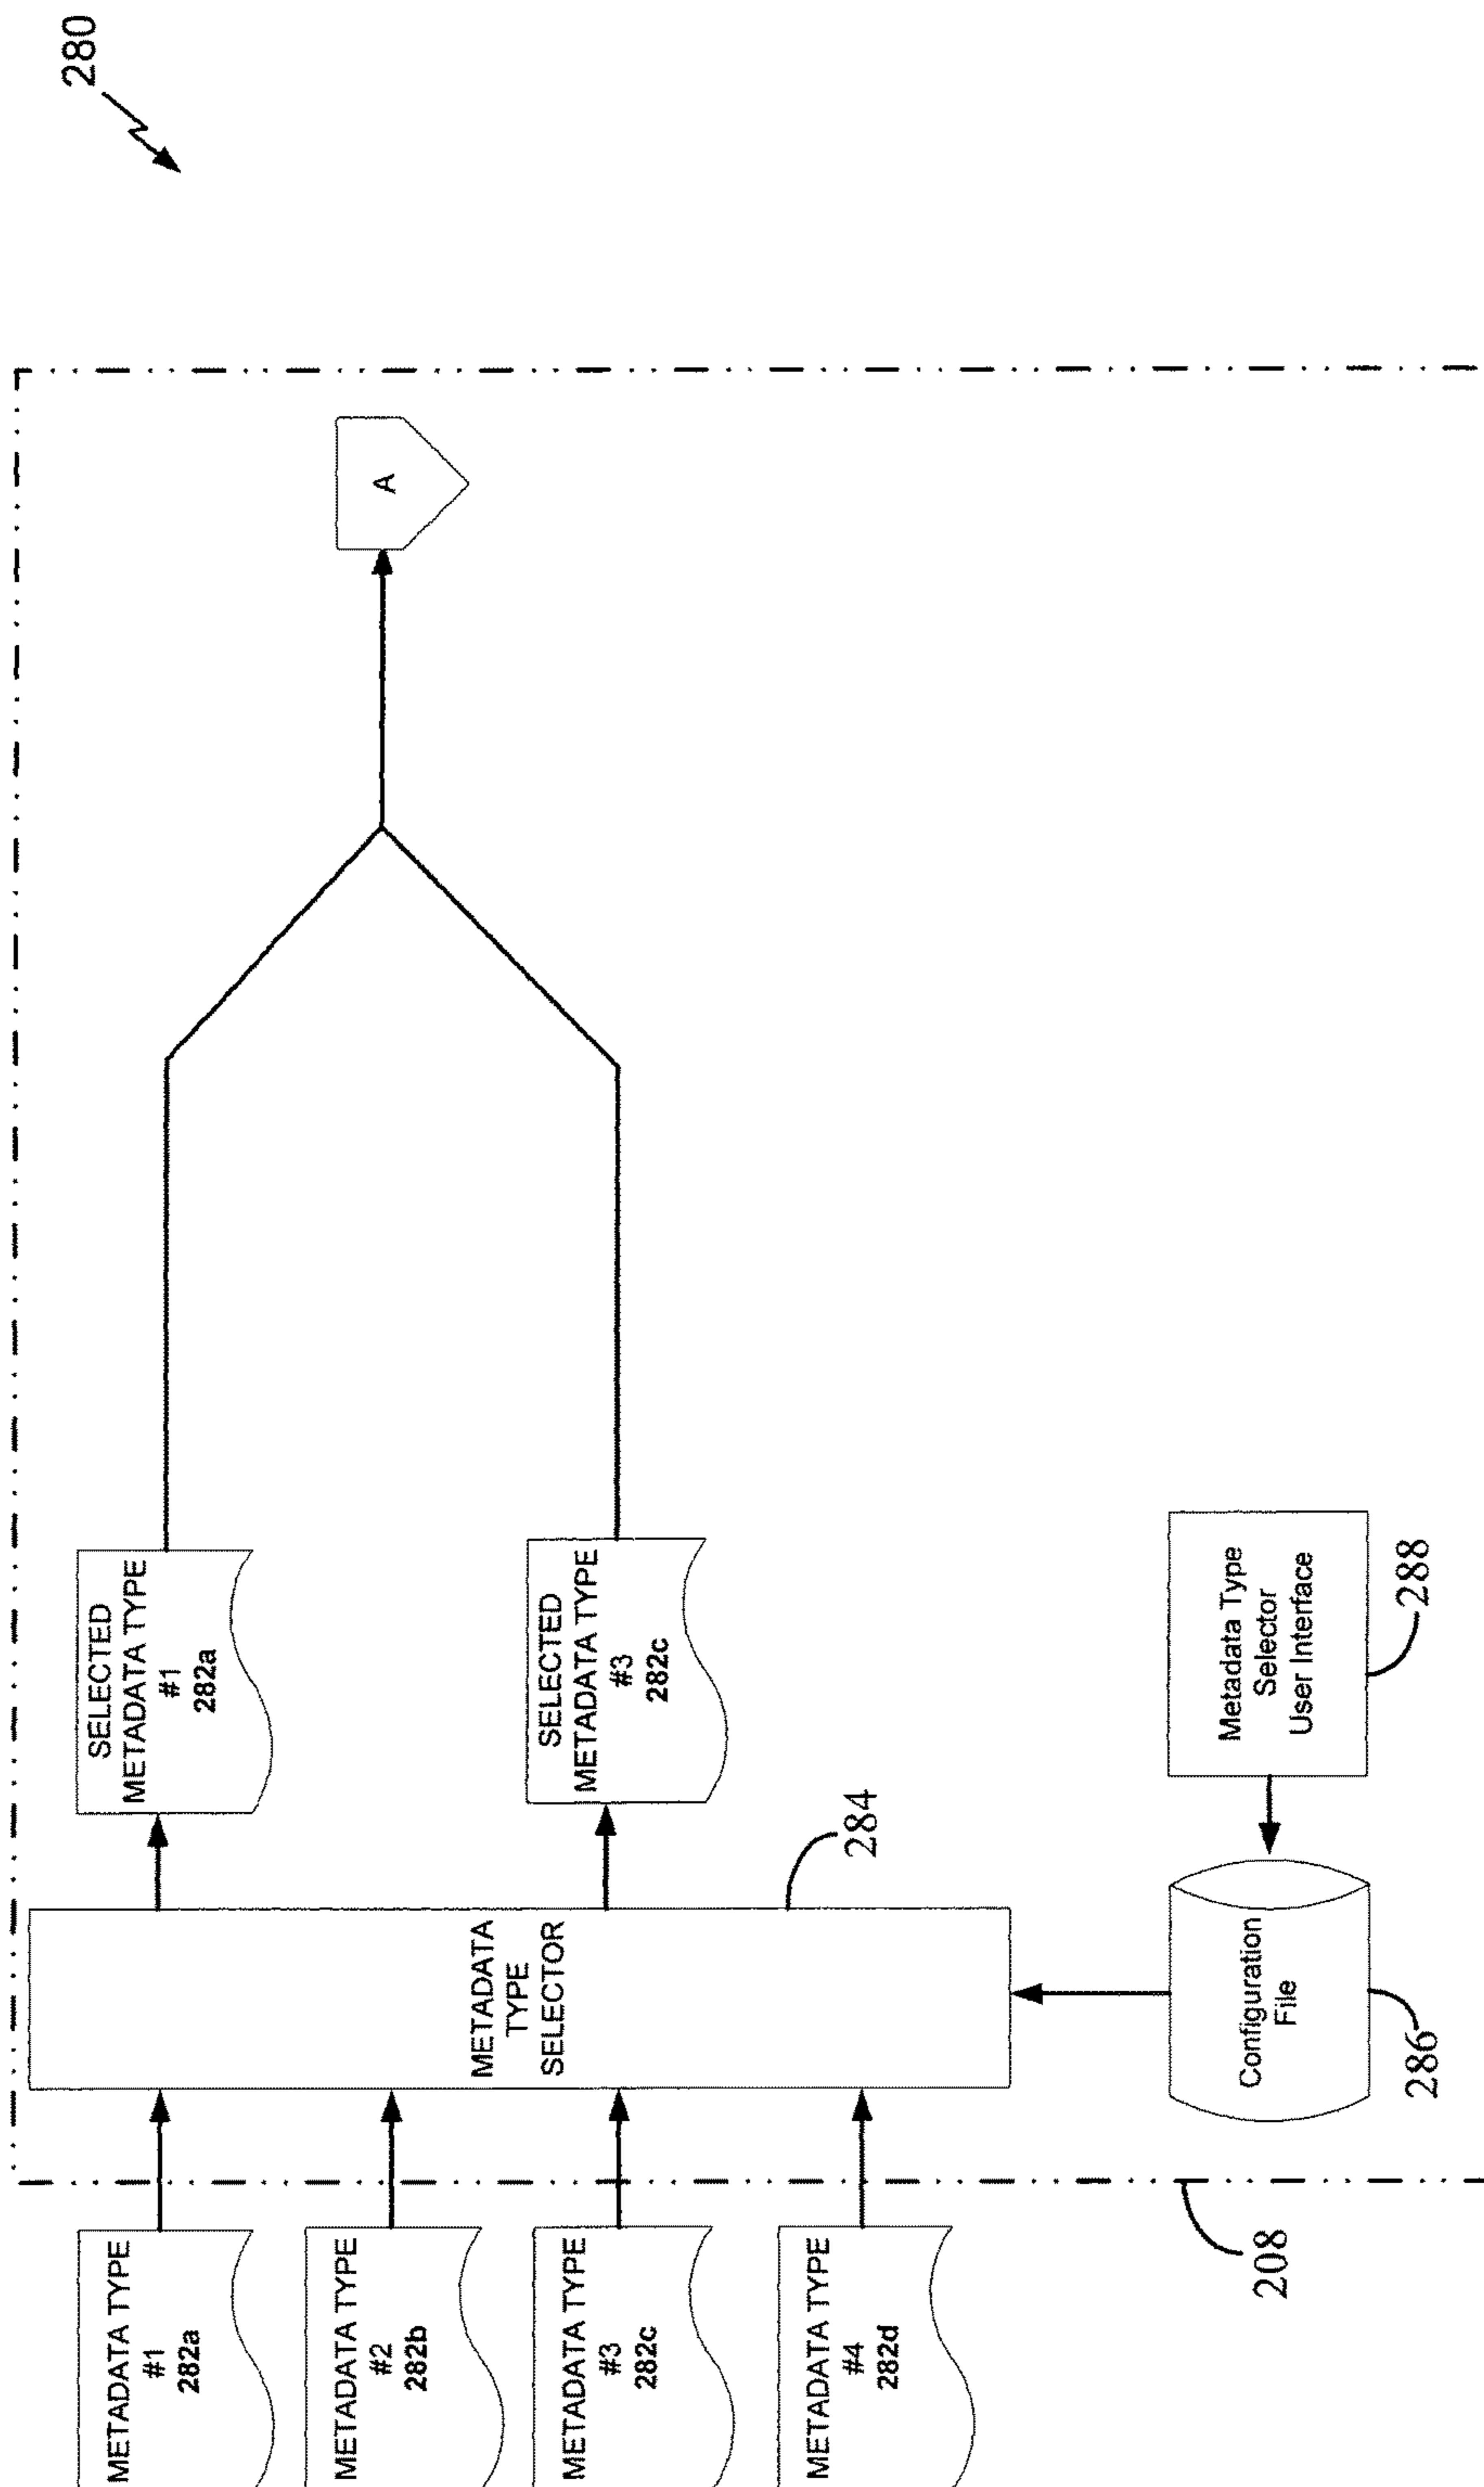 280
METADATA TYPE
#1
282a
METADATA TYPE
#2
282b
METADATA TYPE
#3
282c
METADATA TYPE
#4
282d
208
METADATA
TYPE
SELECTOR
284
Configuration
File
286
Metadata Type
Selector
User Interface
288
SELECTED
METADATA TYPE
#1
282a
SELECTED
METADATA TYPE
#3
282c
A